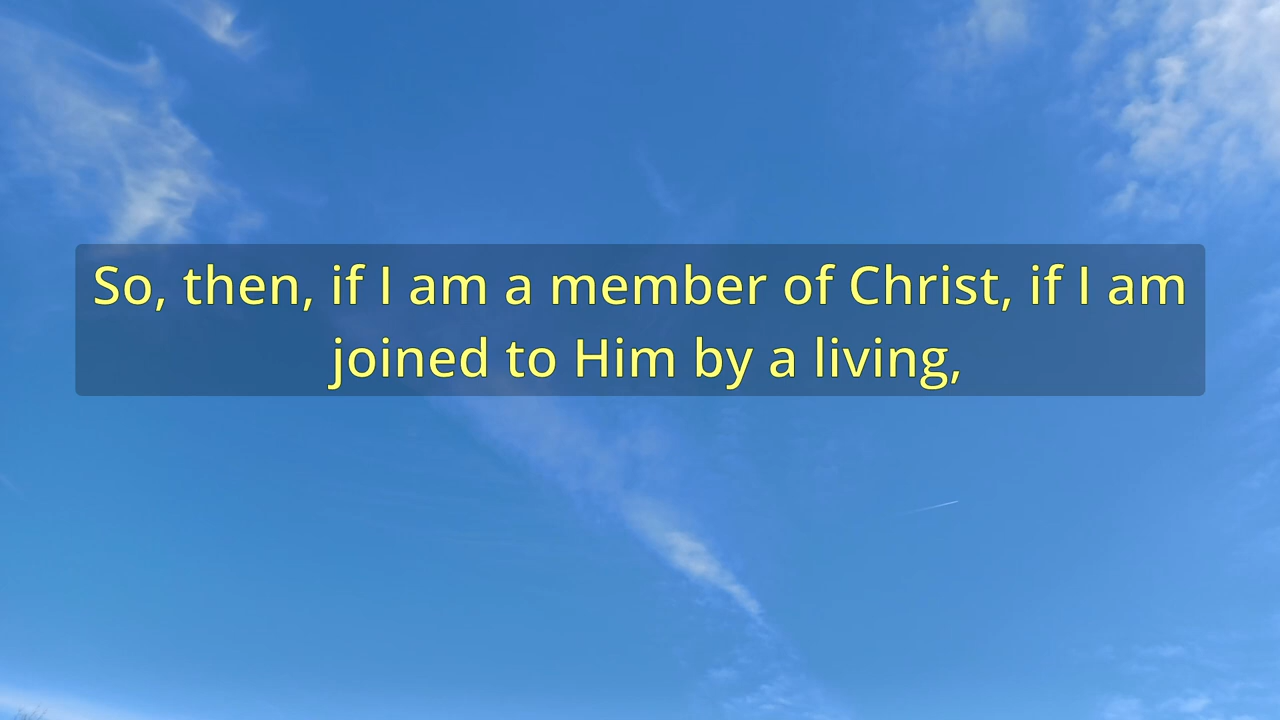 So, then, if I am a member of Christ, if I am
joined to Him by a living,